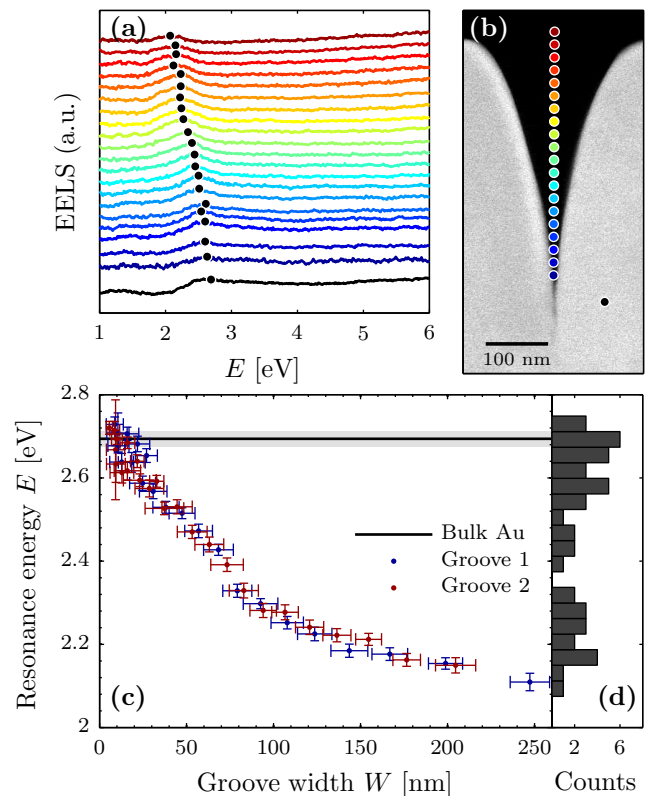 (a)
(b)
EELS (a.u.)
1 2 3 4 5 6
E [eV]
100 nm
2.8
2.6
2.4
2.2
2
Resonance energy E [eV]
Bulk Au
Groove 1
Groove 2
(c)
(d)
0 50 100 150 200 250
2 6
Groove width W [nm]
Counts